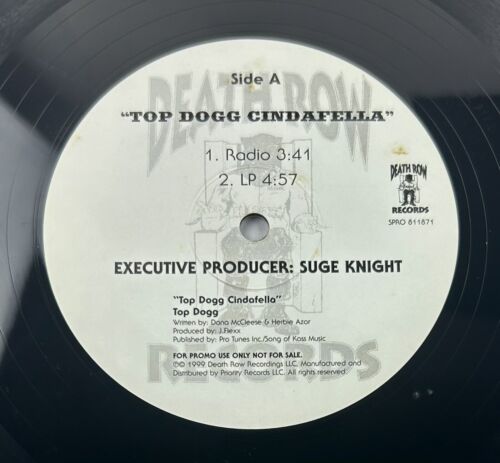 Side A
DEATH ROW
"TOP DOGG CINDAFELLA"
1. Radio 3:41
2. LP 4:57
DEATH ROW
RECORDS
SPRO 811871
EXECUTIVE PRODUCER: SUGE KNIGHT
"Top Dogg Cindafella"
Top Dogg
Written by: Dana McCleese & Herbie Azor
Produced by: J.Flexx
Published by: Pro Tunes Inc./Song of Koss Music
RECORDS
FOR PROMO USE ONLY NOT FOR SALE.
℗© 1999 Death Row Recordings LLC. Manufactured and
Distributed by Priority Records LLC. All rights reserved.